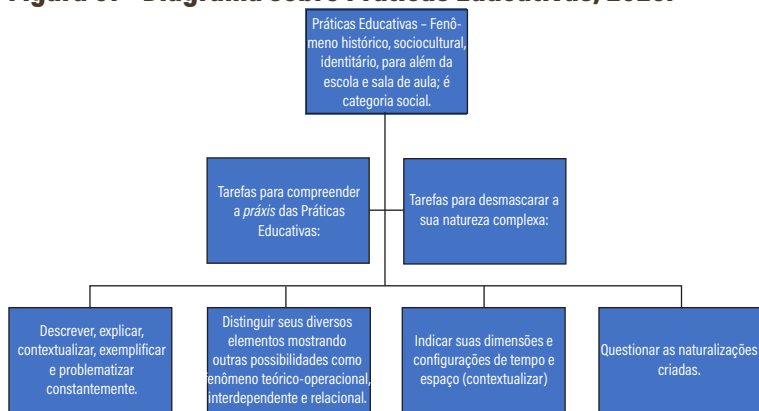 Práticas Educativas – Fenô-
meno histórico, sociocultural,
identitário, para além da
escola e sala de aula; é
categoria social.
Tarefas para compreender
a práxis das Práticas
Educativas:
Tarefas para desmascarar a
sua natureza complexa:
Descrever, explicar,
contextualizar, exemplificar
e problematizar
constantemente.
Distinguir seus diversos
elementos mostrando
outras possibilidades como
fenômeno teórico-operacional,
interdependente e relacional.
Indicar suas dimensões e
configurações de tempo e
espaço (contextualizar)
Questionar as naturalizações
criadas.